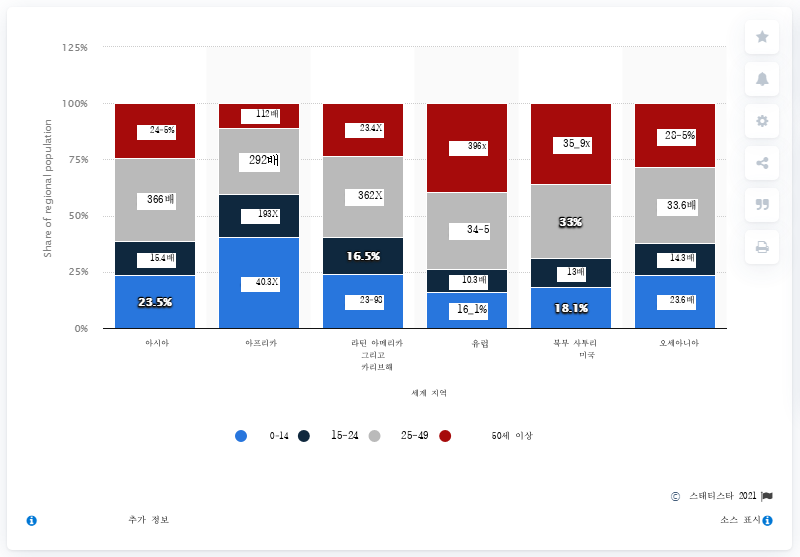 125%
100%
75%
50%
25%
0%
Share of regional population
24-5%
366배
15.4배
23.5%
112배
292배
193X
40.3X
23.4X
362X
16.5%
23-93
396x
34-5
10.3배
16_1%
35_9x
33%
13배
18.1%
23-5%
33.6배
14.3배
23.6배
아시아
아프리카
라틴 아메리카
그리고
카리브해
유럽
북부 사투리
미국
오세아니아
세계 지역
0-14
15-24
25-49
50세 이상
© 스태티스타 2021
추가 정보
소스 표시